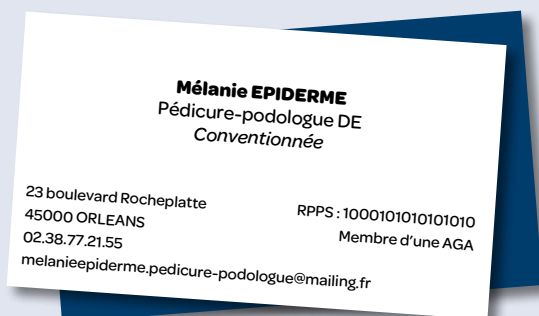 Mélanie EPIDERME
Pédicure-podologue DE
Conventionnée
23 boulevard Rocheplatte
45000 ORLEANS
02.38.77.21.55
melanieepiderme.pedicure-podologue@mailing.fr
RPPS : 1000101010101010
Membre d'une AGA